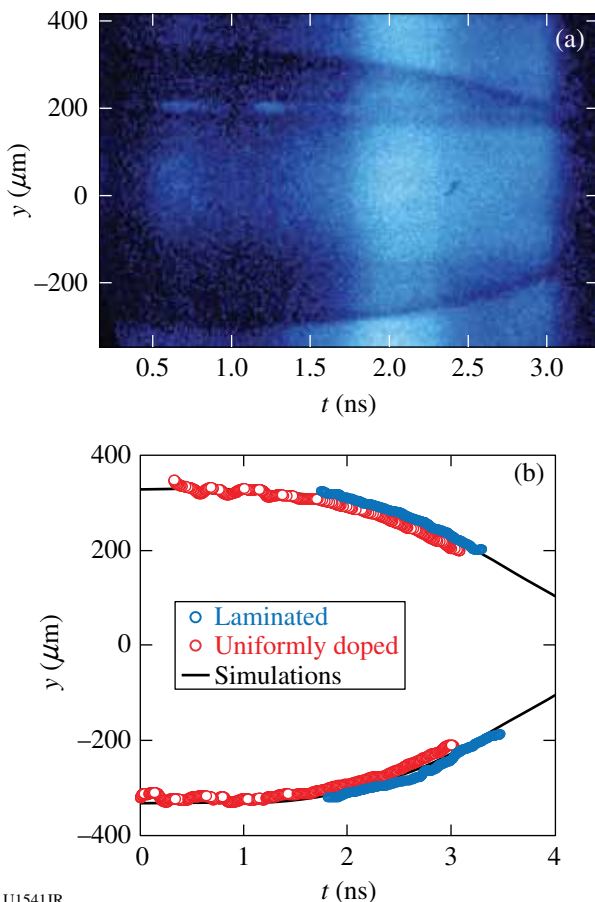 400
(a)
200
0
−200
y (μm)
0.5 1.0 1.5 2.0 2.5 3.0
t (ns)
400
(b)
200
0
−200
−400
y (μm)
Laminated
Uniformly doped
Simulations
0 1 2 3 4
t (ns)
U1541JR